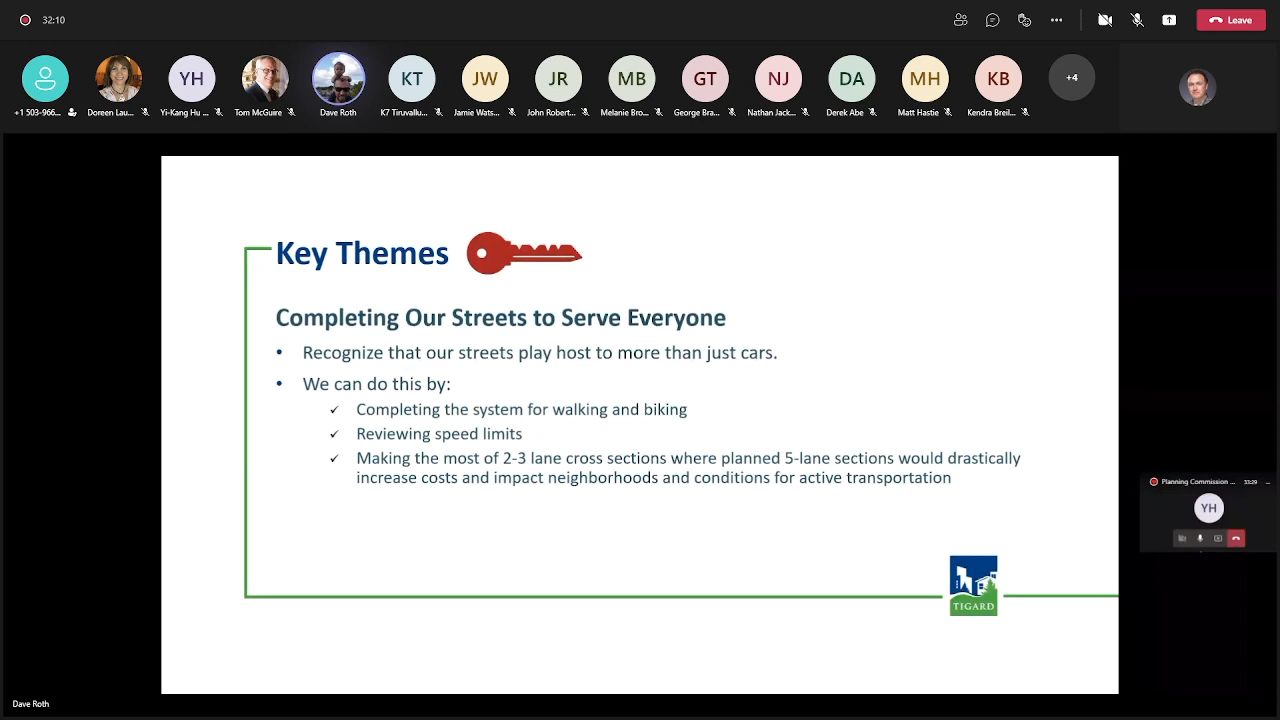 32:10
Leave
YH
KT
JW
JR
MB
GT
NJ
DA
MH
KB
+4
+1 503-966...
Doreen Lau...
Yi-Kang Hu ...
Tom McGuire
Dave Roth
K7 Tiruvallu...
Jamie Wats...
John Robert...
Melanie Bro...
George Bra...
Nathan Jack...
Derek Abe
Matt Hastie
Kendra Breil...
Key Themes
Completing Our Streets to Serve Everyone
• Recognize that our streets play host to more than just cars.
• We can do this by:
✓ Completing the system for walking and biking
✓ Reviewing speed limits
✓ Making the most of 2-3 lane cross sections where planned 5-lane sections would drastically
increase costs and impact neighborhoods and conditions for active transportation
TIGARD
Planning Commission ... 33:29
YH
Dave Roth